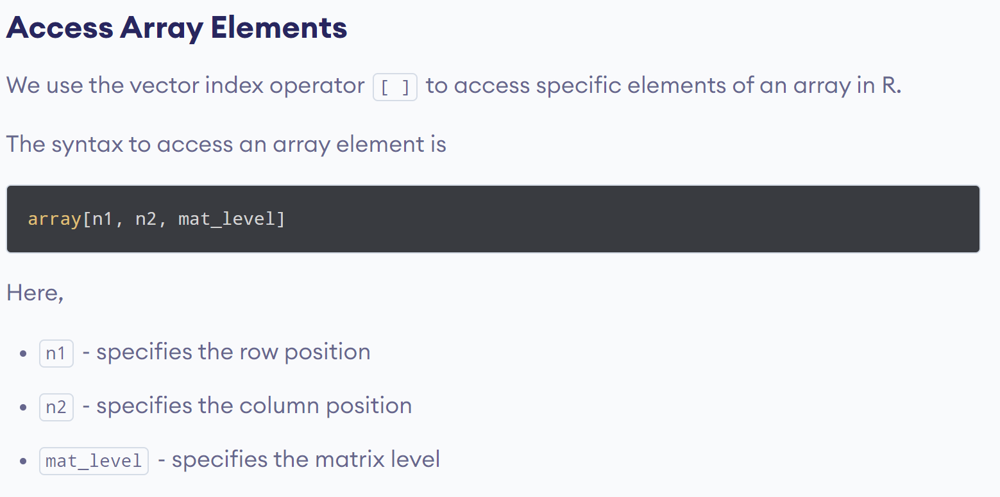 Access Array Elements
We use the vector index operator [ ] to access specific elements of an array in R.
The syntax to access an array element is
array[n1, n2, mat_level]
Here,
• n1 - specifies the row position
• n2 - specifies the column position
• mat_level - specifies the matrix level